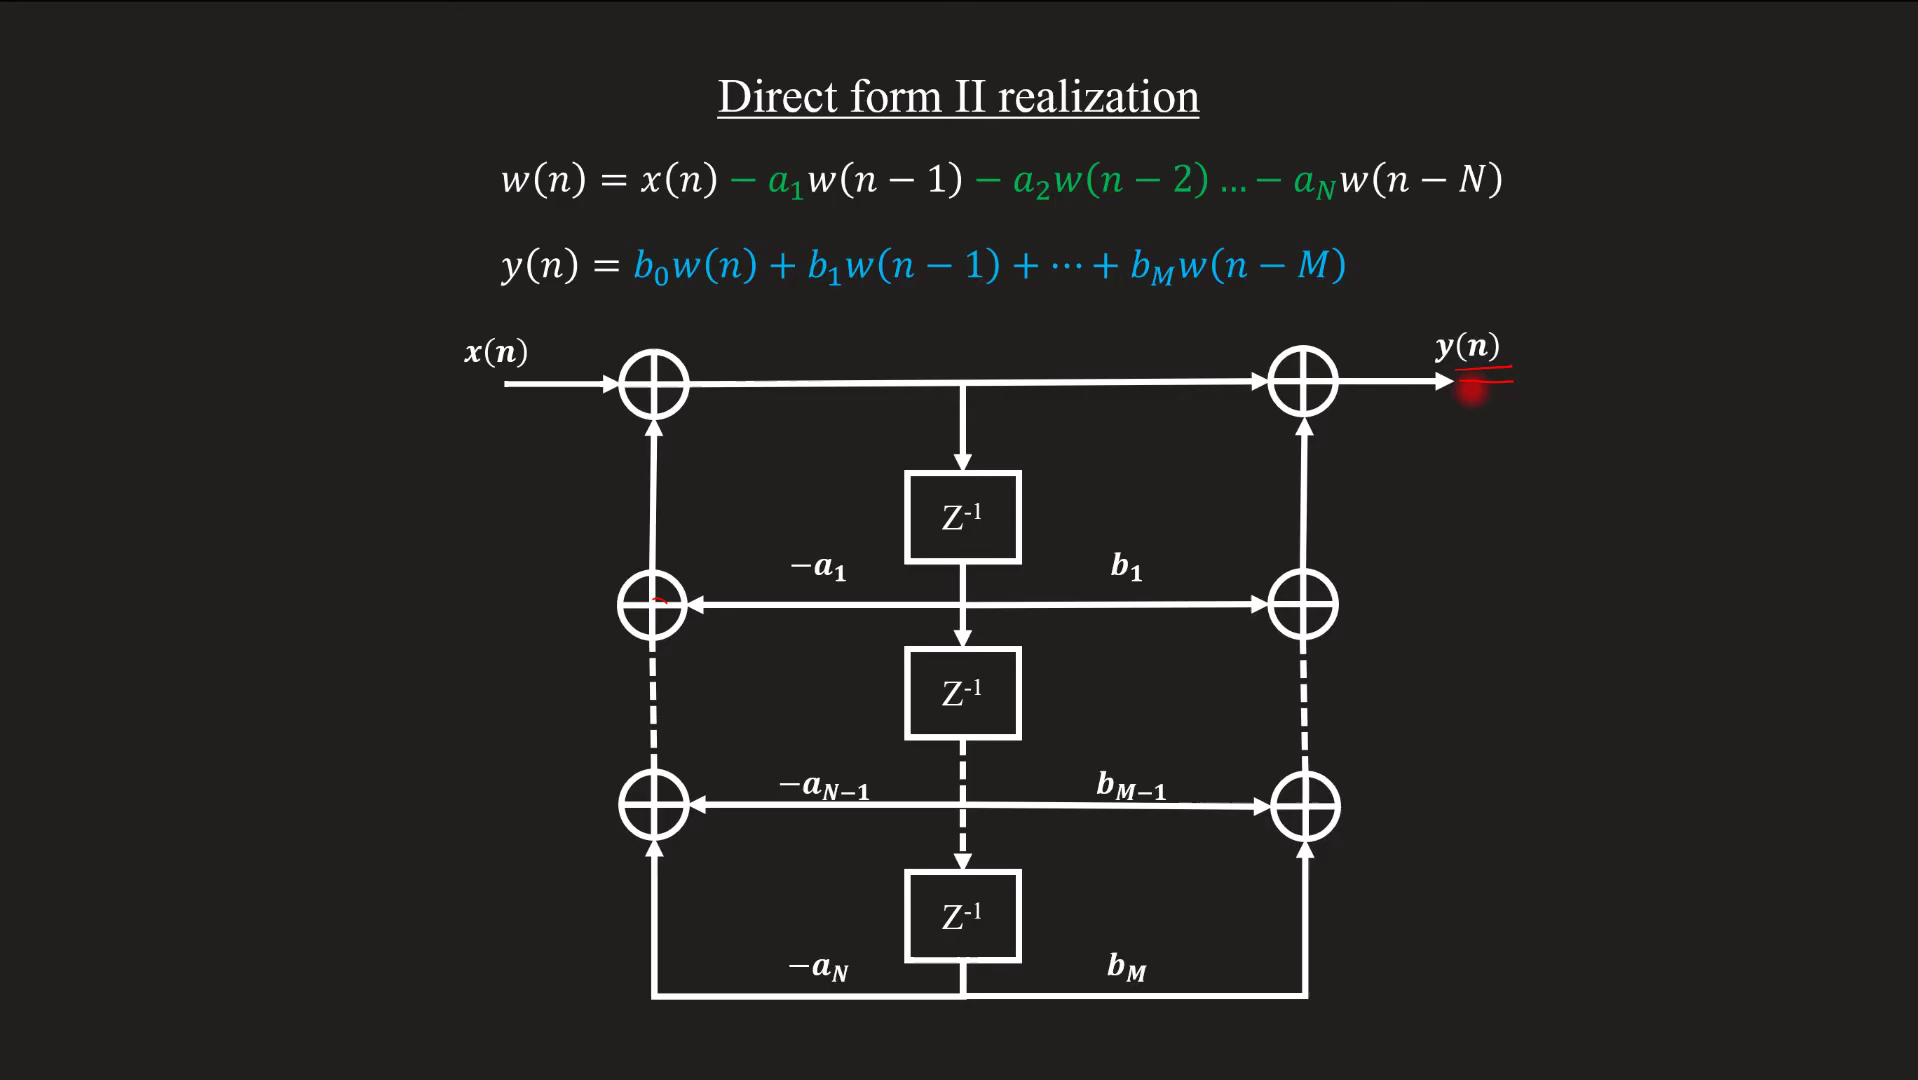 Direct form II realization
w(n) = x(n) − a₁w(n − 1) − a₂w(n − 2) … − a_N w(n − N)
y(n) = b₀w(n) + b₁w(n − 1) + ⋯ + b_M w(n − M)
x(n) y(n)
Z⁻¹
−a₁ b₁
Z⁻¹
−a_{N−1} b_{M−1}
Z⁻¹
−a_N b_M